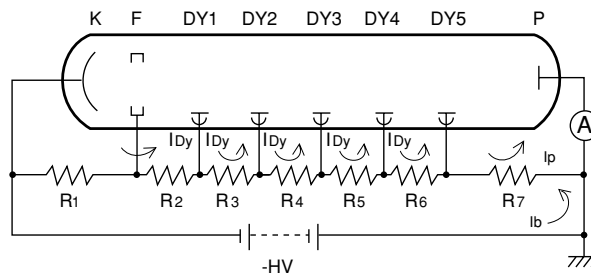 K F DY1 DY2 DY3 DY4 DY5 P
A
IDy IDy IDy IDy IDy Ip
R1 R2 R3 R4 R5 R6 R7
Ib
-HV